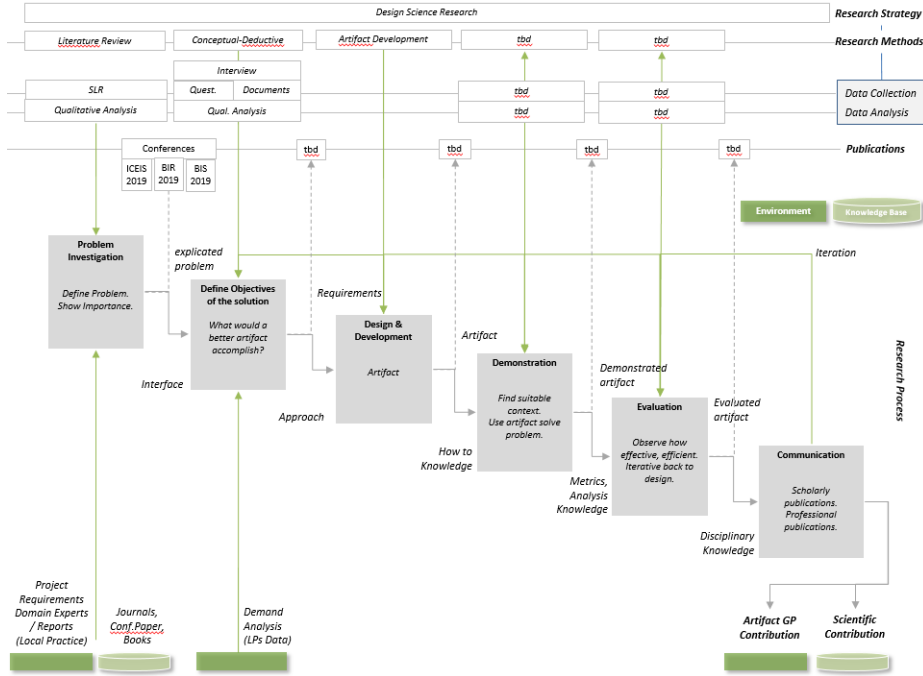 Design Science Research
Research Strategy
Literature Review
Conceptual-Deductive
Artifact Development
tbd
tbd
Research Methods
Interview
SLR
Quest.
Documents
tbd
tbd
Data Collection
Qualitative Analysis
Qual. Analysis
tbd
tbd
Data Analysis
Conferences
tbd
tbd
tbd
tbd
Publications
ICEIS
2019
BIR
2019
BIS
2019
Environment
Knowledge Base
Problem
Investigation
Define Problem.
Show Importance.
explicated
problem
Iteration
Define Objectives
of the solution
What would a
better artifact
accomplish?
Interface
Requirements
Design &
Development
Artifact
Approach
Artifact
Demonstration
Find suitable
context.
Use artifact solve
problem.
How to
Knowledge
Demonstrated
artifact
Evaluation
Observe how
effective, efficient.
Iterative back to
design.
Metrics,
Analysis
Knowledge
Evaluated
artifact
Communication
Scholarly
publications.
Professional
publications.
Disciplinary
Knowledge
Research Process
Project
Requirements
Domain Experts
/ Reports
(Local Practice)
Journals,
Conf.Paper,
Books
Demand
Analysis
(LPs Data)
Artifact GP
Contribution
Scientific
Contribution